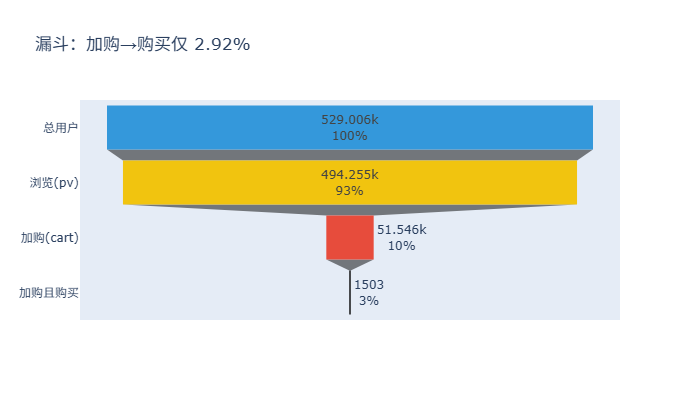 漏斗：加购→购买仅 2.92%
总用户
529.006k
100%
浏览(pv)
494.255k
93%
加购(cart)
51.546k
10%
加购且购买
1503
3%